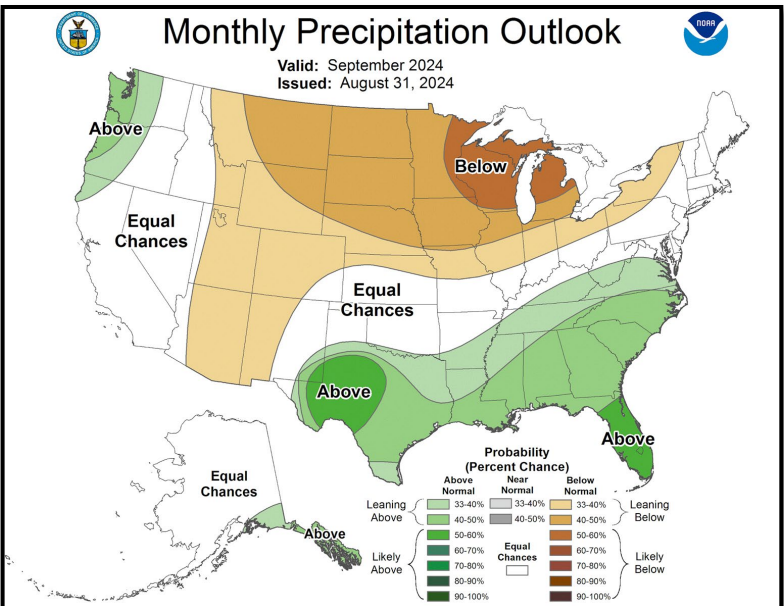 Monthly Precipitation Outlook
NOAA
Valid: September 2024
Issued: August 31, 2024
Above
Below
Equal
Chances
Equal
Chances
Above
Above
Equal
Chances
Above
Probability
(Percent Chance)
Above
Normal
Near
Normal
Below
Normal
Leaning
Above
33-40% 33-40% 33-40%
40-50% 40-50% 40-50%
Leaning
Below
Likely
Above
50-60% 50-60%
60-70% 60-70%
70-80% 70-80%
80-90% 80-90%
90-100% 90-100%
Equal
Chances
Likely
Below